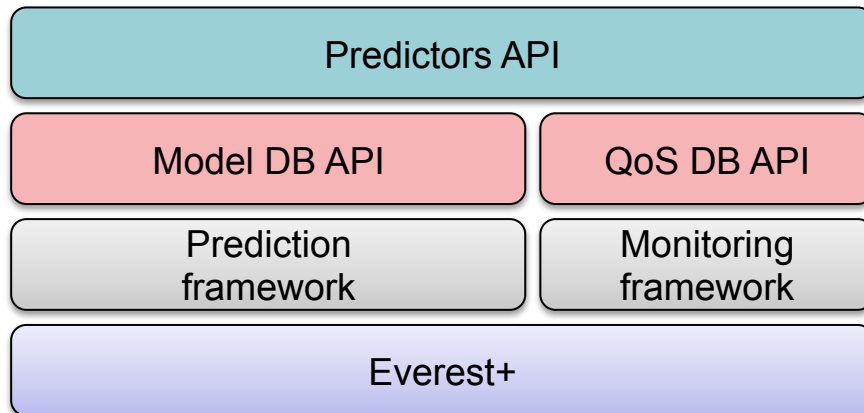 Predictors API
Model DB API
QoS DB API
Prediction
framework
Monitoring
framework
Everest+